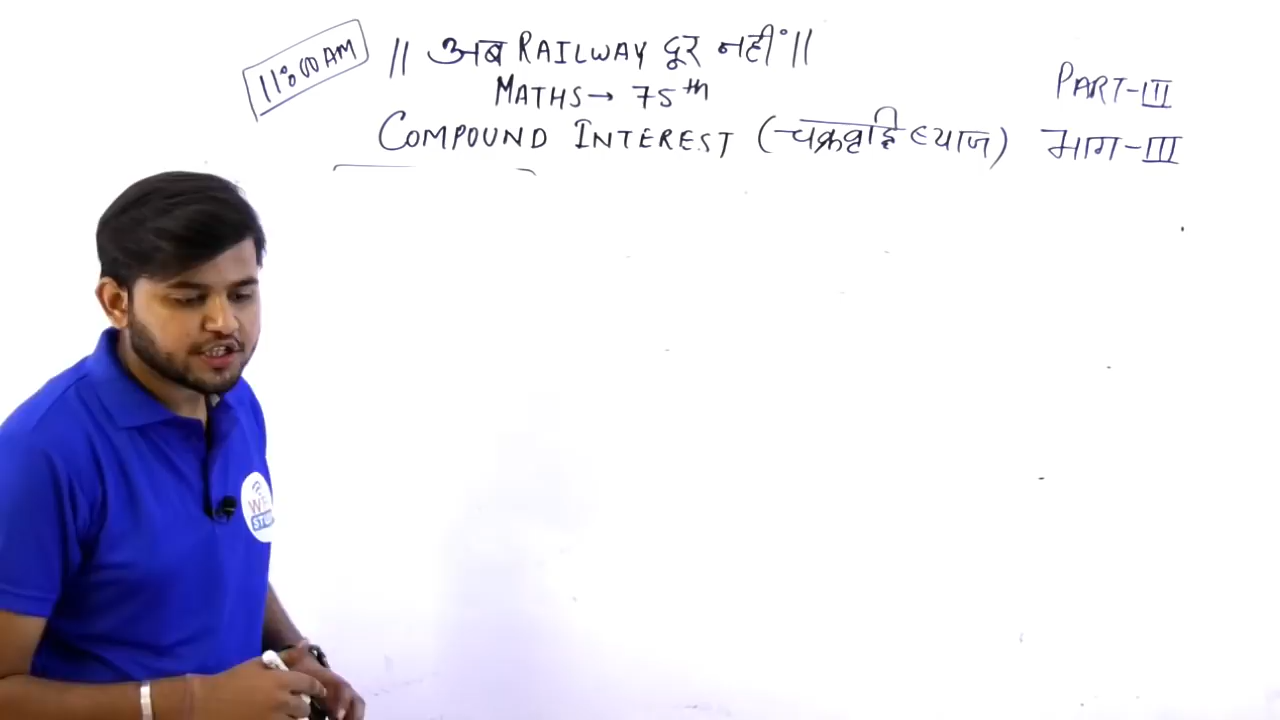 11:00 AM
|| अब RAILWAY दूर नहीं ||
MATHS → 75th
PART-III
COMPOUND INTEREST (चक्रवृद्धि ब्याज) भाग-III